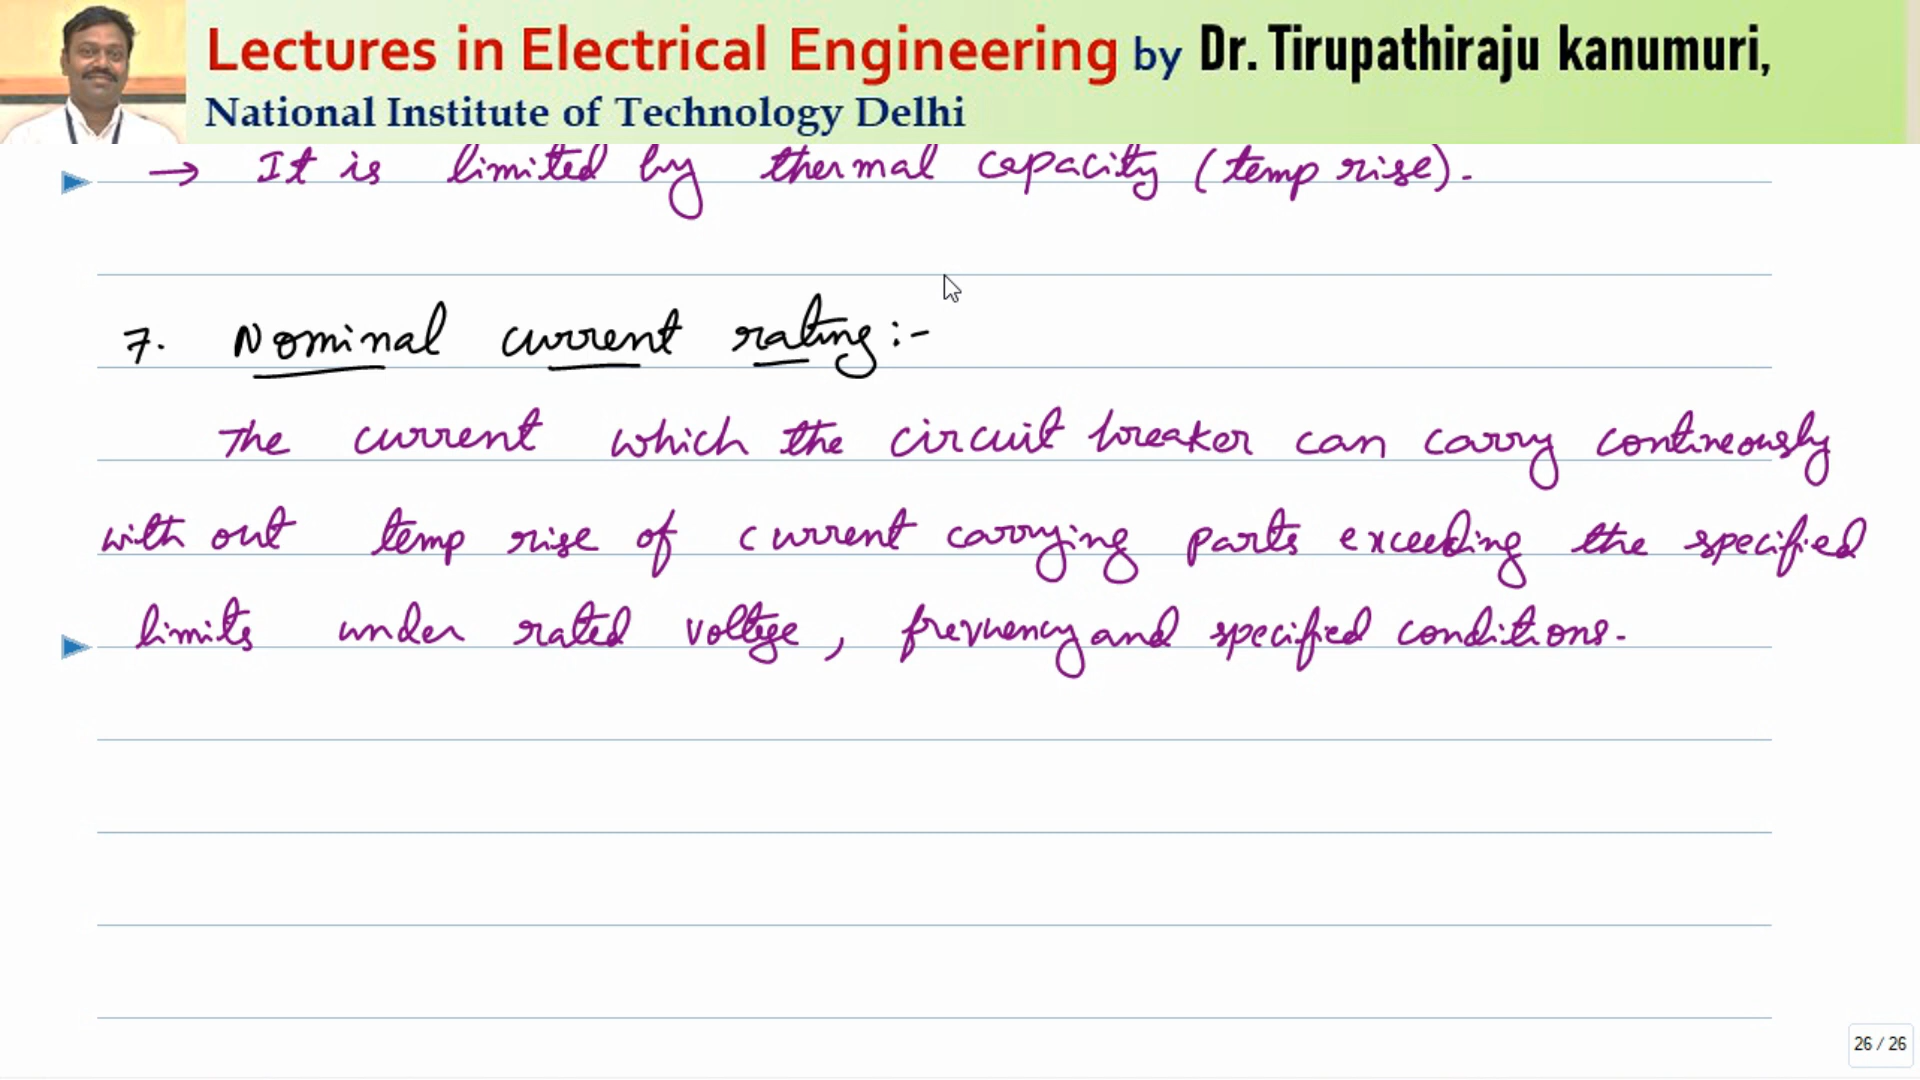 Lectures in Electrical Engineering by Dr. Tirupathiraju kanumuri,
National Institute of Technology Delhi
→ It is limited by thermal capacity (temp rise).
7. Nominal current rating:-
The current which the circuit breaker can carry contineously
with out temp rise of current carrying parts exceeding the specified
limits under rated voltage, frequency and specified conditions.
26 / 26